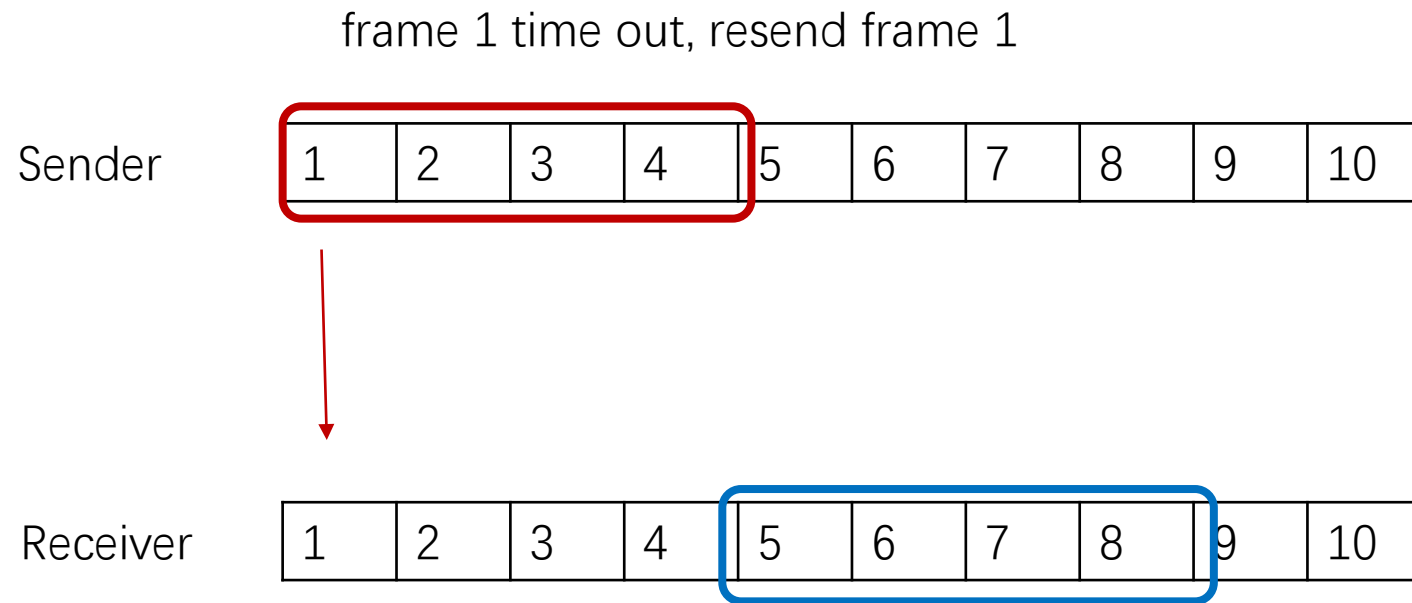 frame 1 time out, resend frame 1
Sender 1 2 3 4 5 6 7 8 9 10
Receiver 1 2 3 4 5 6 7 8 9 10